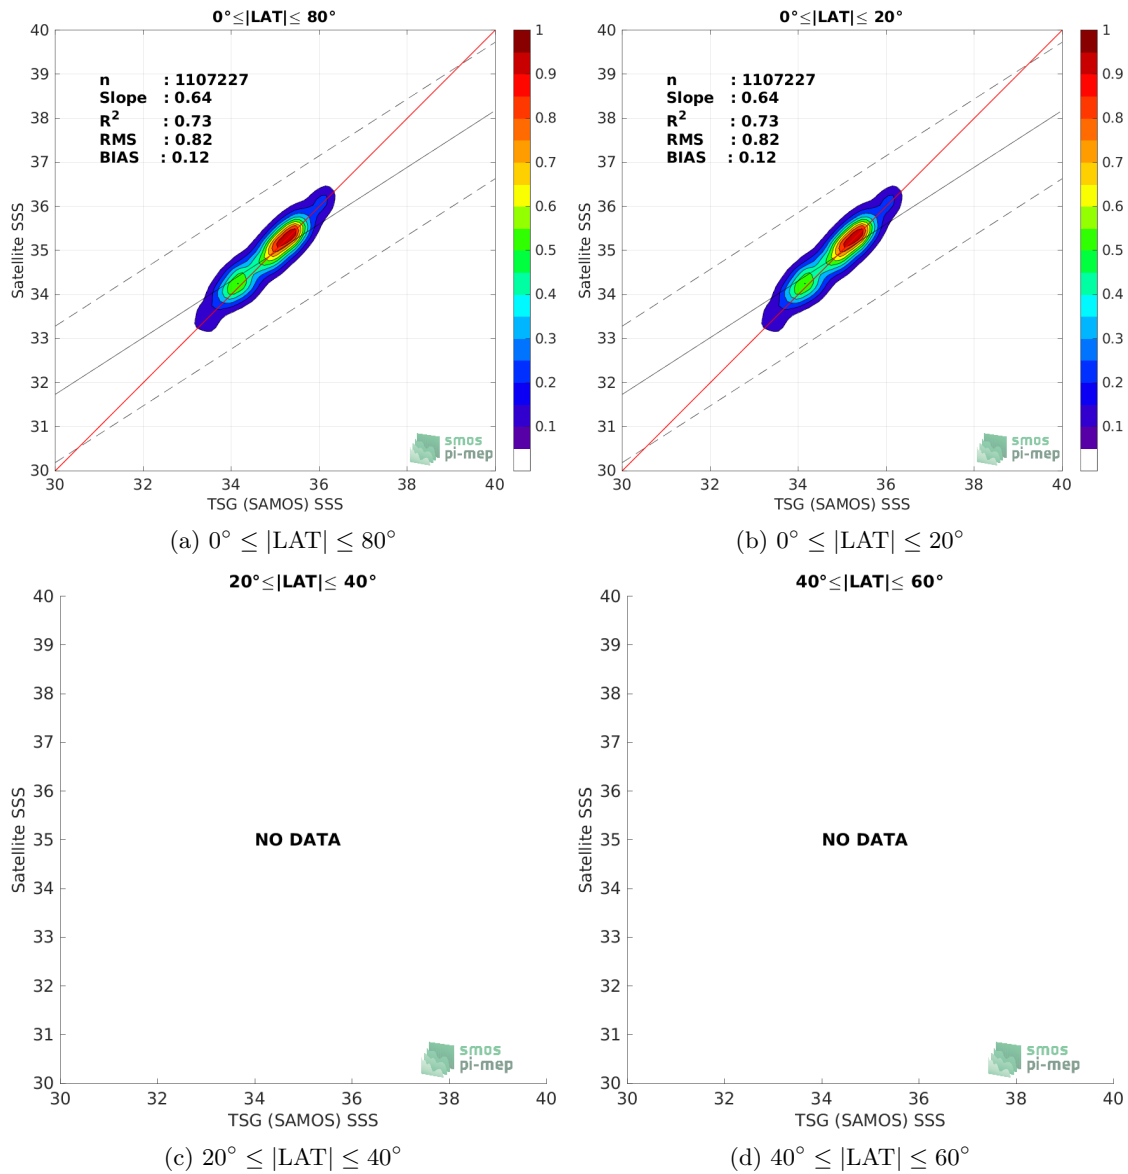 0°≤|LAT|≤ 80°
40
39
38
37
36
35
34
33
32
31
30
Satellite SSS
n : 1107227
Slope : 0.64
R² : 0.73
RMS : 0.82
BIAS : 0.12
1
0.9
0.8
0.7
0.6
0.5
0.4
0.3
0.2
0.1
smos
pi-mep
30 32 34 36 38 40
TSG (SAMOS) SSS
(a) 0° ≤ |LAT| ≤ 80°
0°≤|LAT|≤ 20°
40
39
38
37
36
35
34
33
32
31
30
Satellite SSS
n : 1107227
Slope : 0.64
R² : 0.73
RMS : 0.82
BIAS : 0.12
1
0.9
0.8
0.7
0.6
0.5
0.4
0.3
0.2
0.1
smos
pi-mep
30 32 34 36 38 40
TSG (SAMOS) SSS
(b) 0° ≤ |LAT| ≤ 20°
20°≤|LAT|≤ 40°
40
39
38
37
36
35
34
33
32
31
30
Satellite SSS
NO DATA
smos
pi-mep
30 32 34 36 38 40
TSG (SAMOS) SSS
(c) 20° ≤ |LAT| ≤ 40°
40°≤|LAT|≤ 60°
40
39
38
37
36
35
34
33
32
31
30
Satellite SSS
NO DATA
smos
pi-mep
30 32 34 36 38 40
TSG (SAMOS) SSS
(d) 40° ≤ |LAT| ≤ 60°